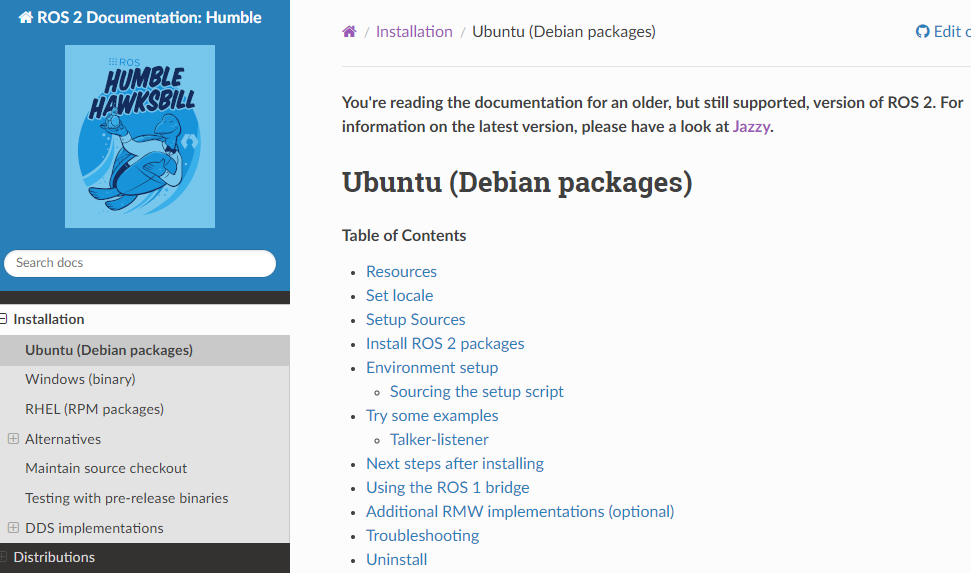 ROS 2 Documentation: Humble
ROS
HUMBLE
HAWKSBILL
Search docs
Installation
Ubuntu (Debian packages)
Windows (binary)
RHEL (RPM packages)
Alternatives
Maintain source checkout
Testing with pre-release binaries
DDS implementations
Distributions
/ Installation / Ubuntu (Debian packages)
Edit o
You're reading the documentation for an older, but still supported, version of ROS 2. For
information on the latest version, please have a look at Jazzy.
Ubuntu (Debian packages)
Table of Contents
• Resources
• Set locale
• Setup Sources
• Install ROS 2 packages
• Environment setup
◦ Sourcing the setup script
• Try some examples
◦ Talker-listener
• Next steps after installing
• Using the ROS 1 bridge
• Additional RMW implementations (optional)
• Troubleshooting
• Uninstall